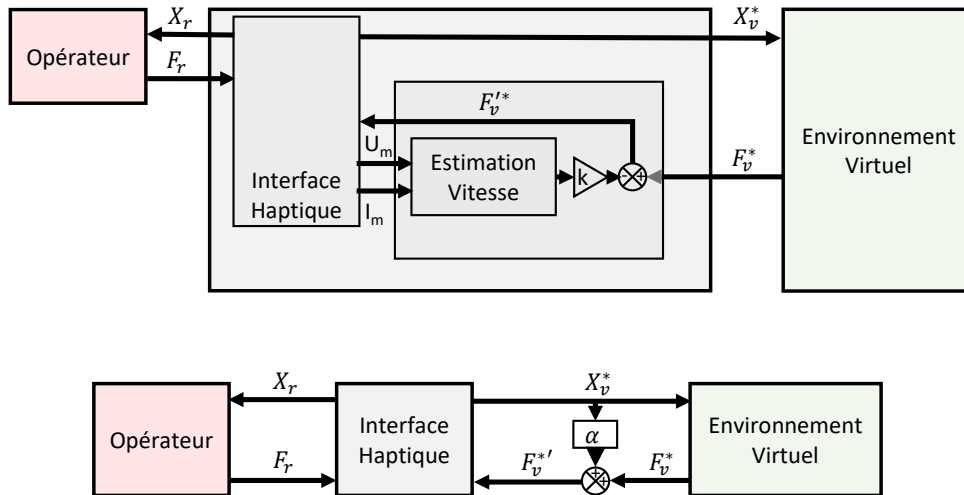 X_r
X_v^*
Opérateur
F_r
F_v'^*
Environnement
Virtuel
U_m
Estimation
Vitesse
k
-
+
F_v^*
Interface
Haptique
I_m
X_r
X_v^*
Opérateur
Interface
Haptique
α
Environnement
Virtuel
F_r
F_v^{*'}
+
+
F_v^*